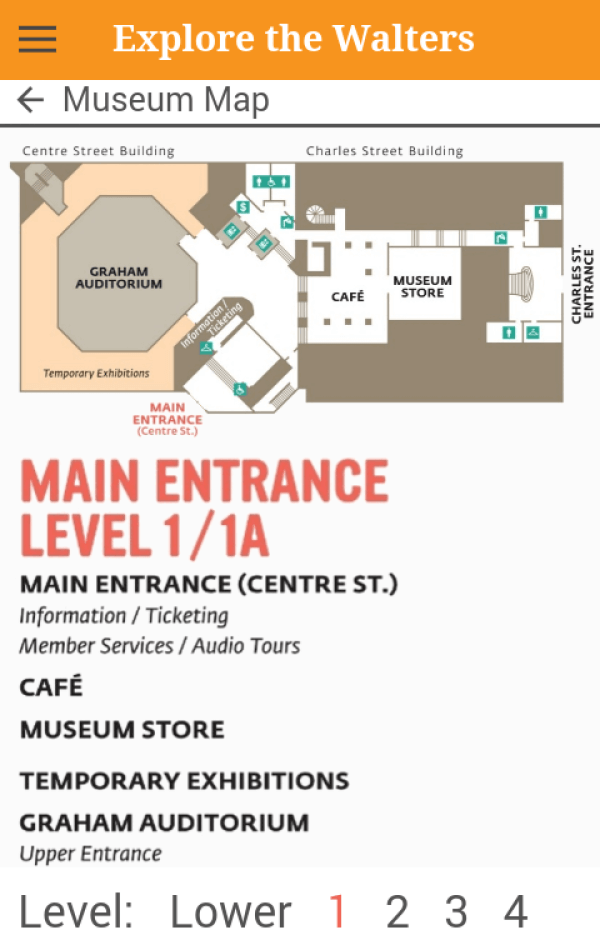 Explore the Walters
Museum Map
Centre Street Building
Charles Street Building
$
GRAHAM
AUDITORIUM
Information /
Ticketing
CAFÉ
MUSEUM
STORE
CHARLES ST.
ENTRANCE
Temporary Exhibitions
MAIN
ENTRANCE
(Centre St.)
MAIN ENTRANCE
LEVEL 1/1A
MAIN ENTRANCE (CENTRE ST.)
Information / Ticketing
Member Services / Audio Tours
CAFÉ
MUSEUM STORE
TEMPORARY EXHIBITIONS
GRAHAM AUDITORIUM
Upper Entrance
Level: Lower 1 2 3 4